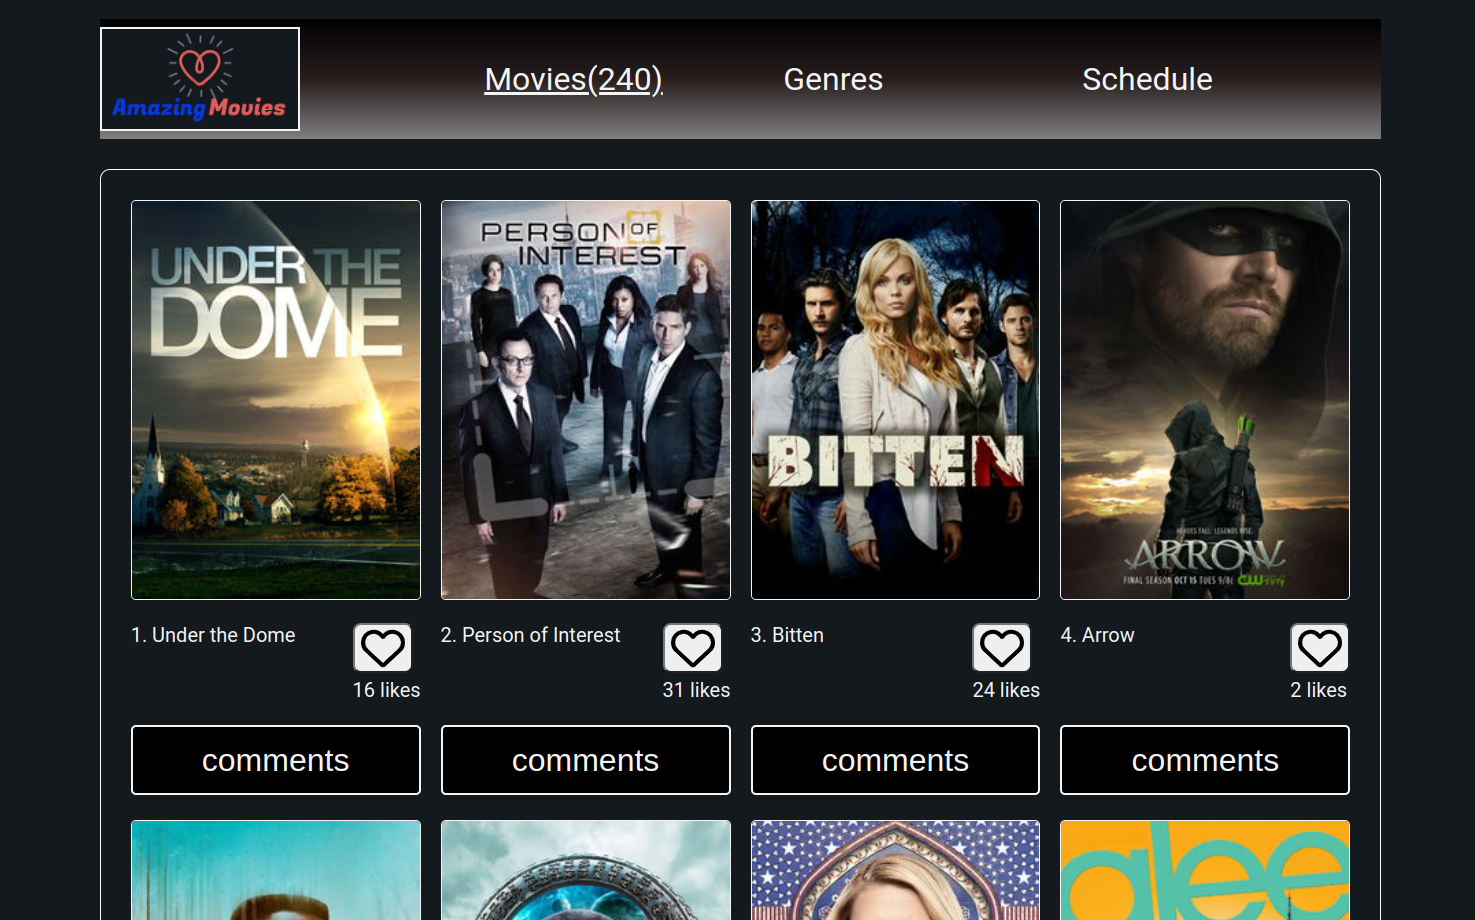 Amazing Movies
Movies(240)
Genres
Schedule
UNDER THE
DOME
PERSON OF
INTEREST
BITTEN
HEROES FALL. LEGENDS RISE.
ARROW
FINAL SEASON OCT 15 TUES 9/8c CW
1. Under the Dome
16 likes
2. Person of Interest
31 likes
3. Bitten
24 likes
4. Arrow
2 likes
comments
comments
comments
comments
glee